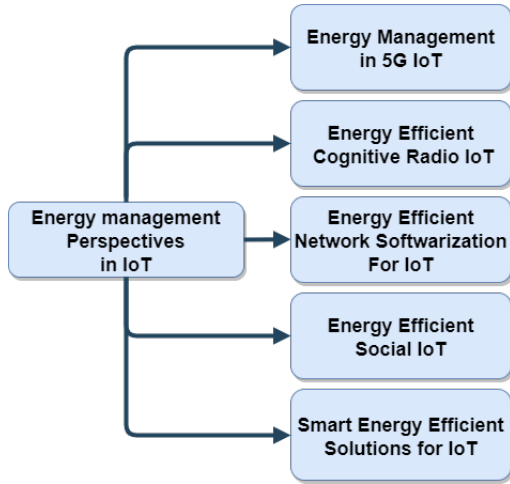 Energy Management
in 5G IoT
Energy Efficient
Cognitive Radio IoT
Energy management
Perspectives
in IoT
Energy Efficient
Network Softwarization
For IoT
Energy Efficient
Social IoT
Smart Energy Efficient
Solutions for IoT